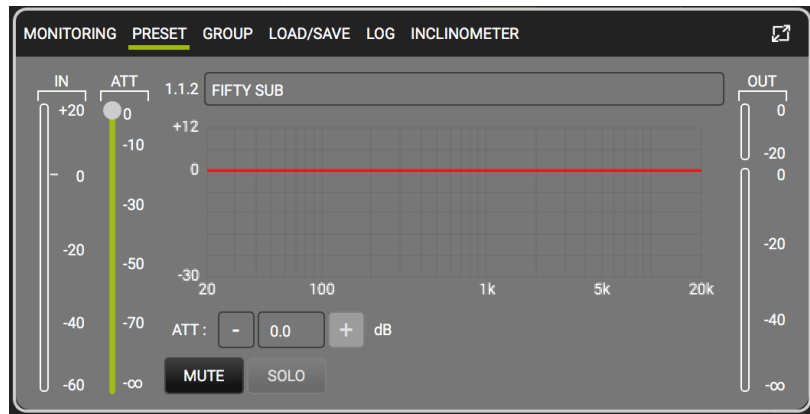 MONITORING PRESET GROUP LOAD/SAVE LOG INCLINOMETER
IN ATT 1.1.2 FIFTY SUB OUT
+20 0 +12 0
-10 -20
0 0 0
-30
-20 -50 -20
-30
20 100 1k 5k 20k
-40 -70 ATT : - 0.0 + dB -40
-60 -∞ MUTE SOLO -∞